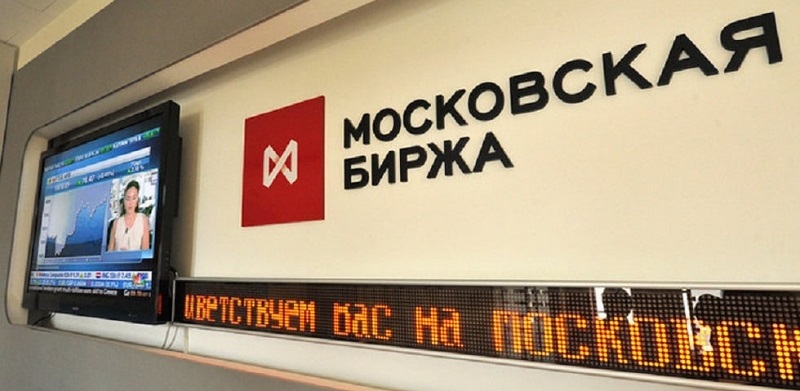 МОСКОВСКАЯ
БИРЖА
иветствуем вас на московск